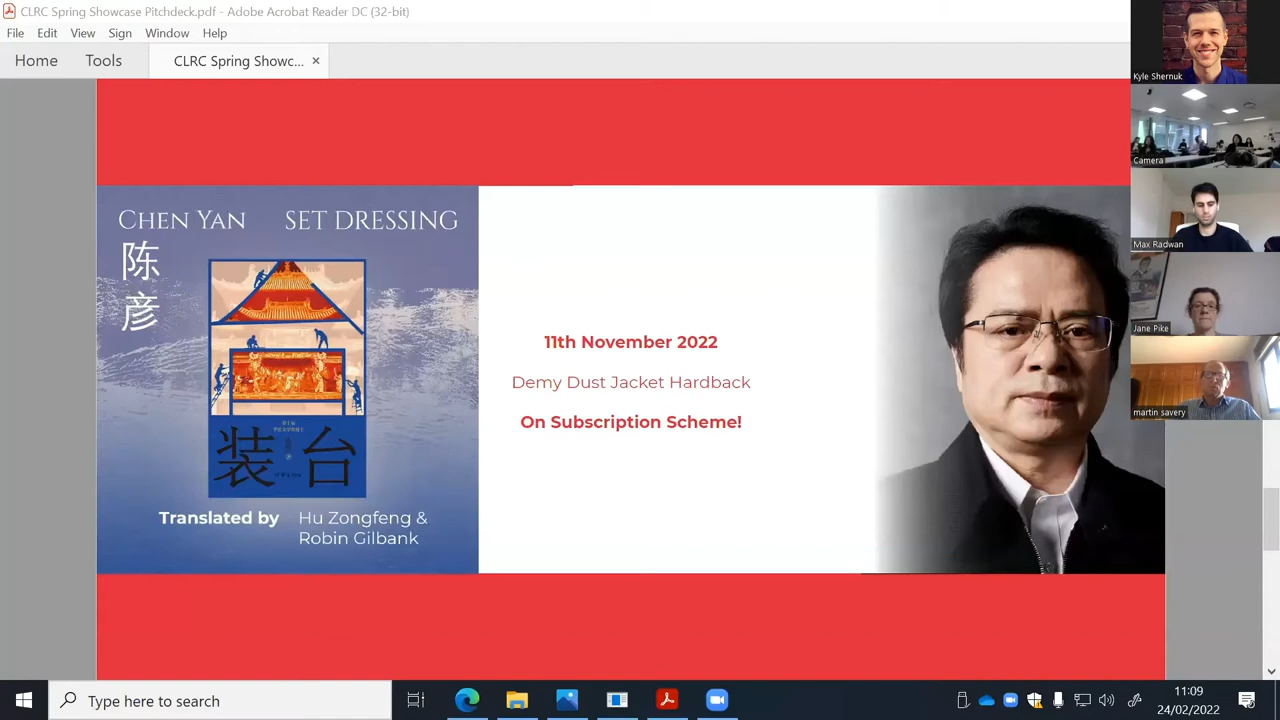 CLRC Spring Showcase Pitchdeck.pdf - Adobe Acrobat Reader DC (32-bit)
File Edit View Sign Window Help
Home Tools CLRC Spring Showc... ×
CHEN YAN SET DRESSING
陈
彦
装台
Translated by Hu Zongfeng &
Robin Gilbank
11th November 2022
Demy Dust Jacket Hardback
On Subscription Scheme!
Kyle Shernuk
Camera
Max Radwan
Jane Pike
martin savery
Type here to search
11:09
24/02/2022